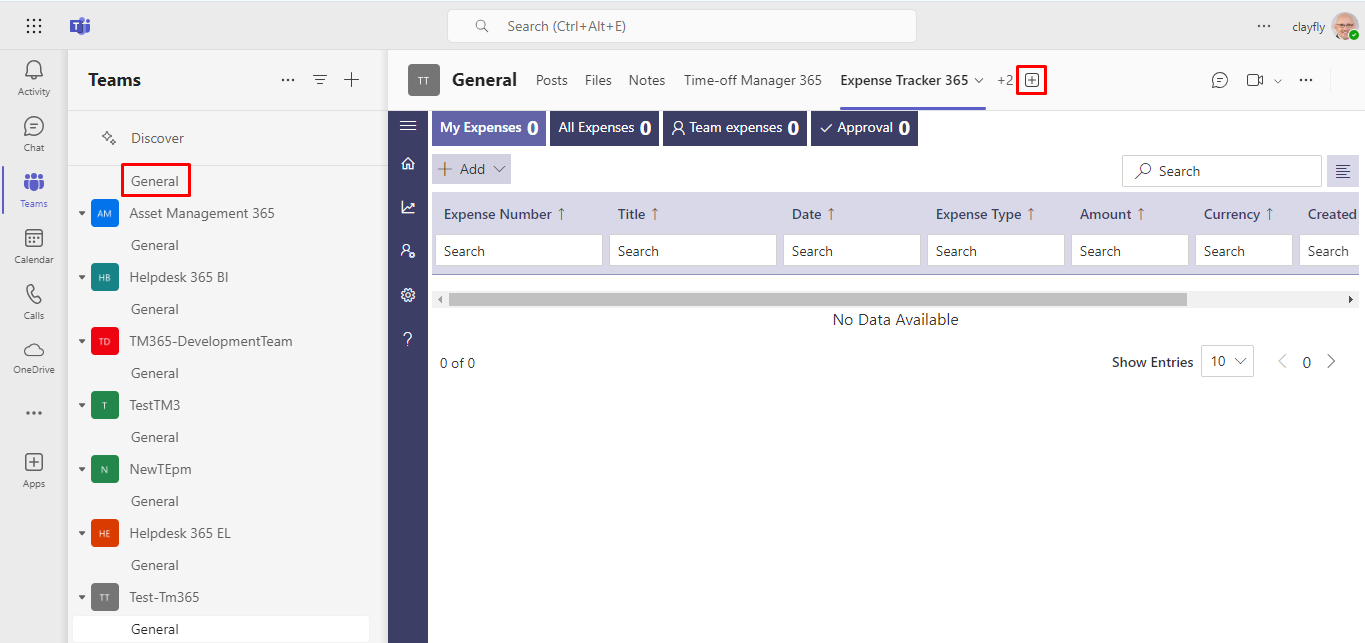 Search (Ctrl+Alt+E)
clayfly
Activity
Chat
Teams
Calendar
Calls
OneDrive
Apps
Teams
Discover
General
AM Asset Management 365
General
HB Helpdesk 365 BI
General
TD TM365-DevelopmentTeam
General
T TestTM3
General
N NewTEpm
General
HE Helpdesk 365 EL
General
TT Test-Tm365
General
TT General Posts Files Notes Time-off Manager 365 Expense Tracker 365 +2
My Expenses 0 All Expenses 0 Team expenses 0 Approval 0
Add
Search
Expense Number Title Date Expense Type Amount Currency Created
Search Search Search Search Search Search Search
No Data Available
0 of 0 Show Entries 10 0